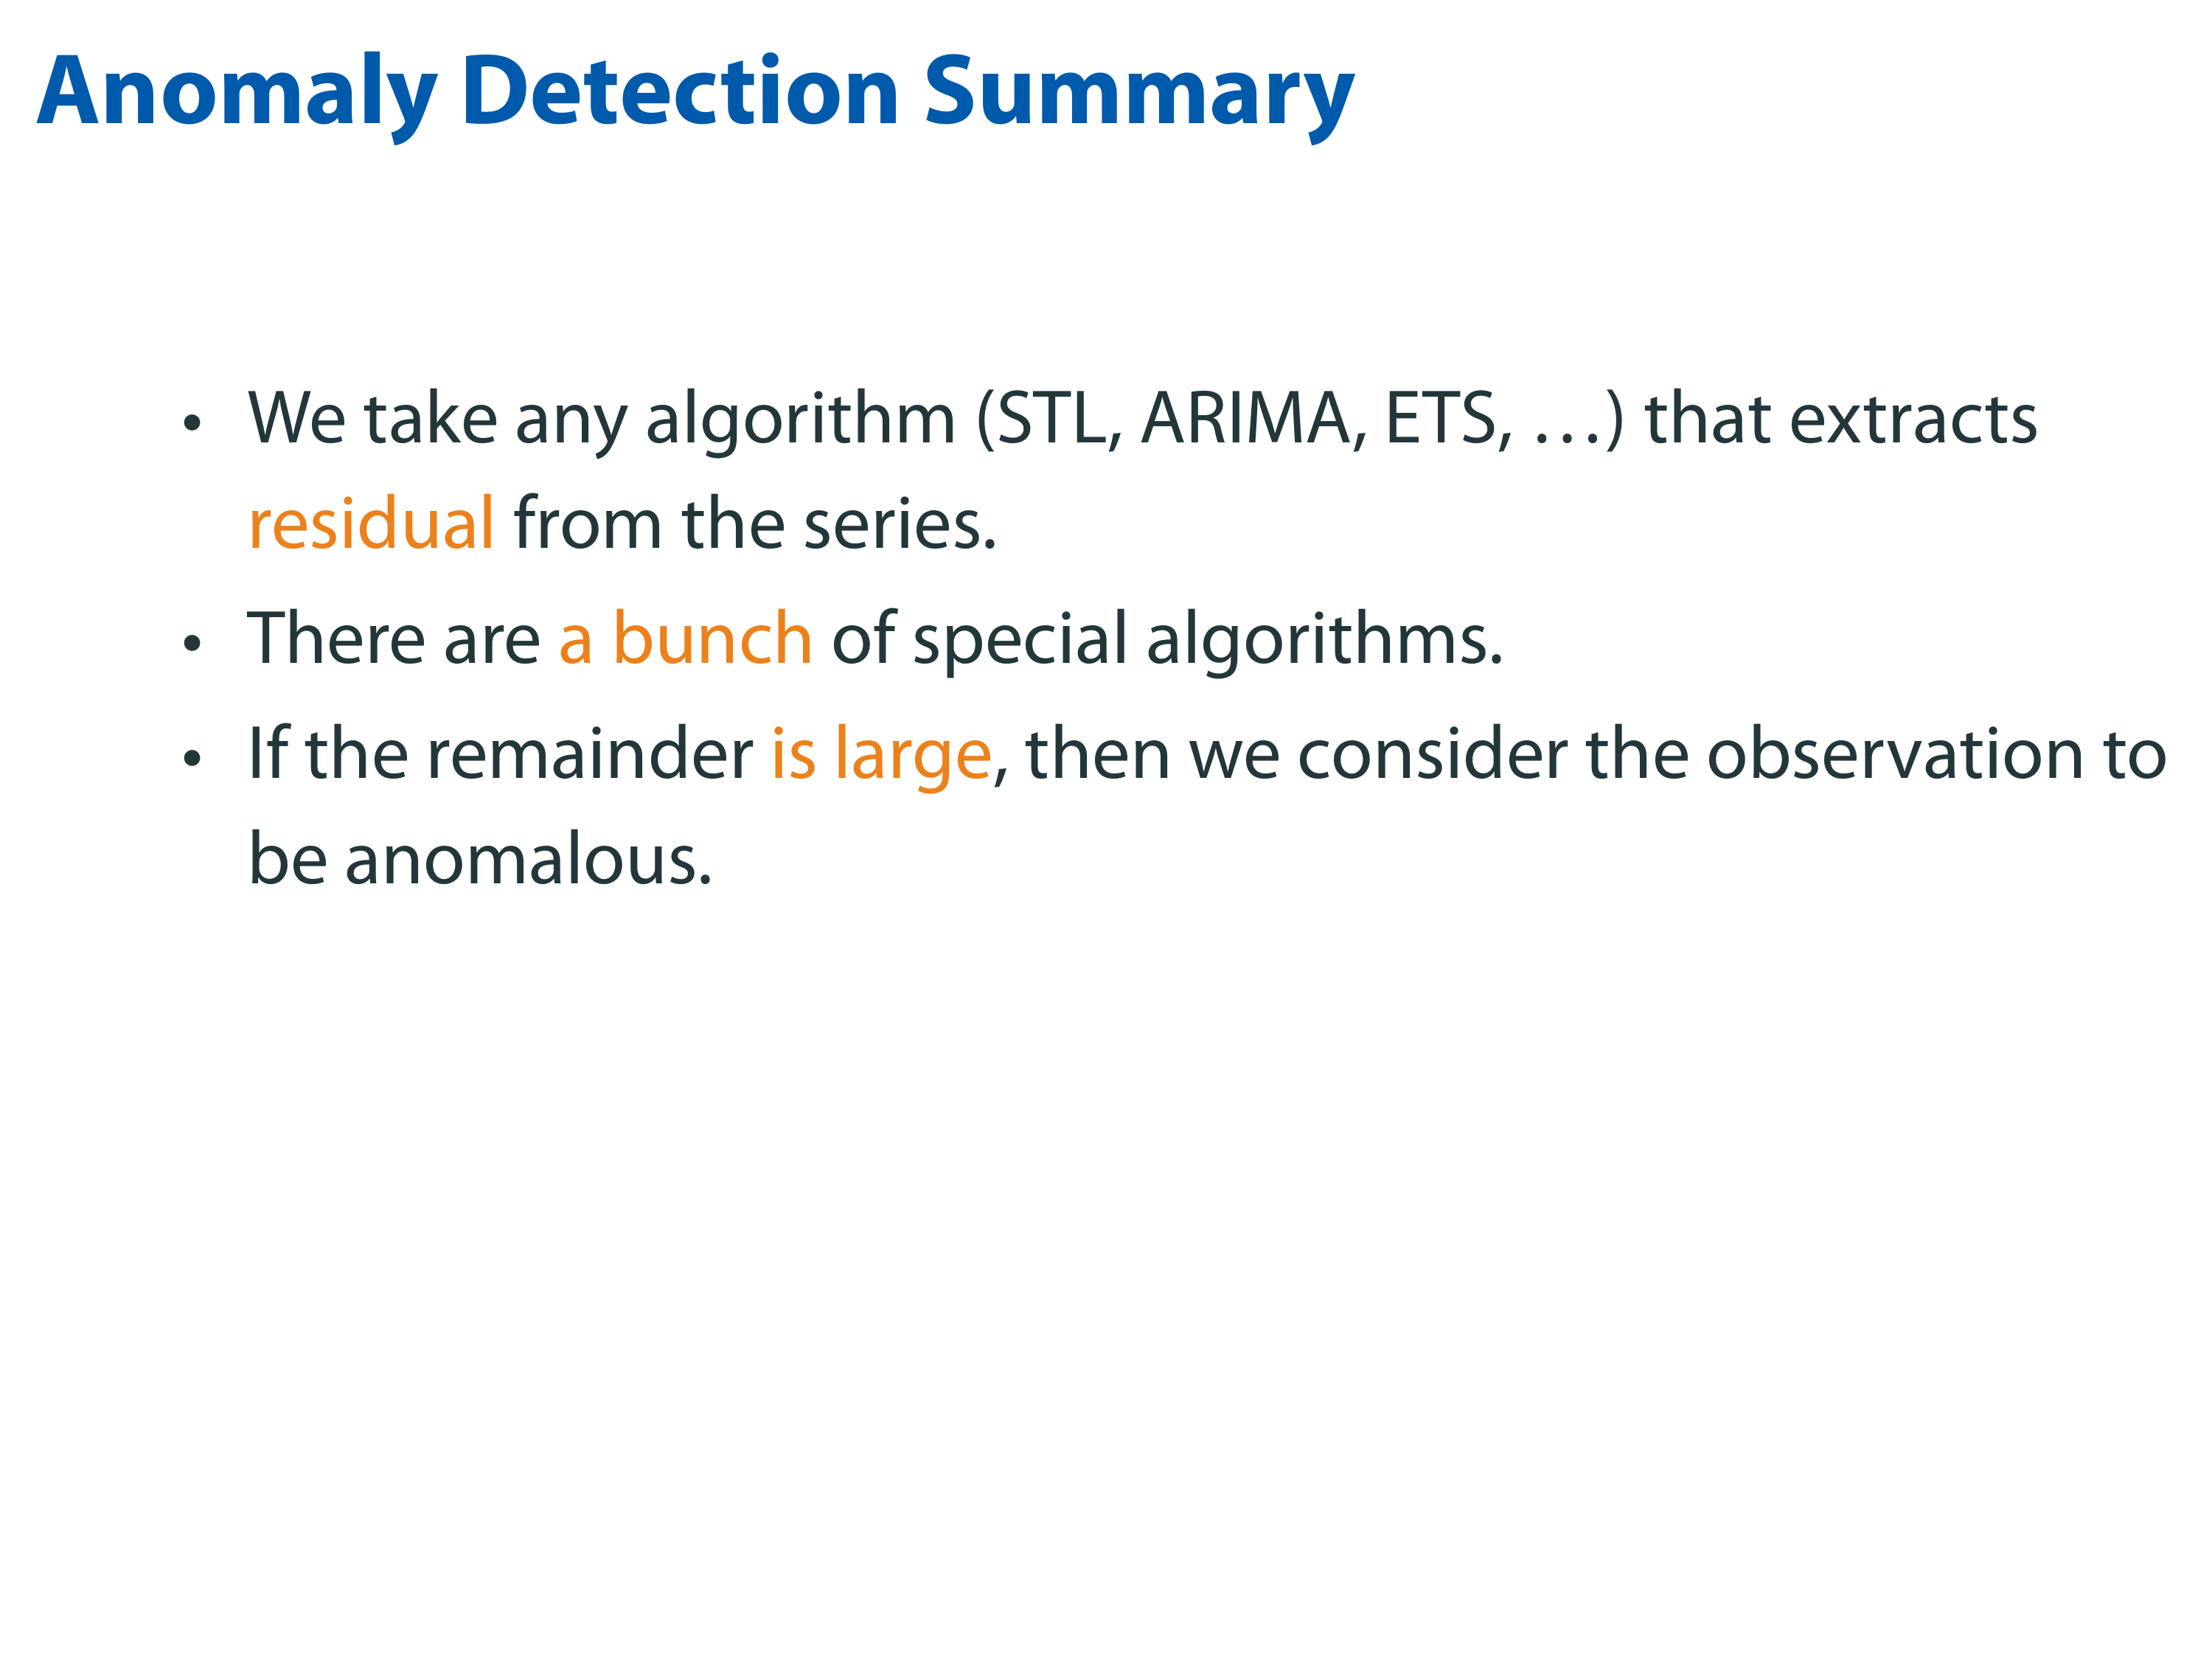 Anomaly Detection Summary
• We take any algorithm (STL, ARIMA, ETS, …) that extracts
residual from the series.
• There are a bunch of special algorithms.
• If the remainder is large, then we consider the observation to
be anomalous.